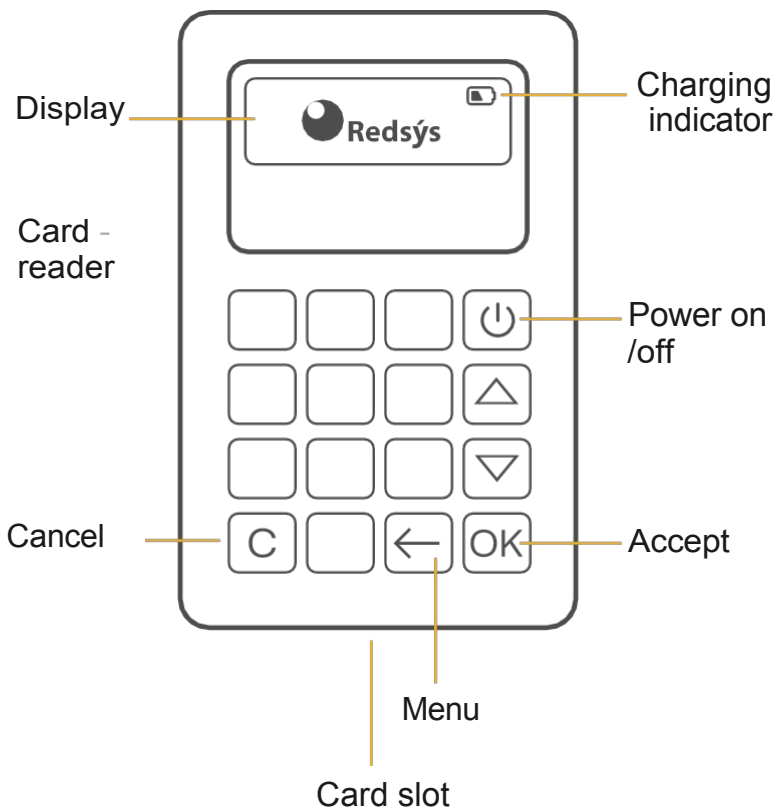 Display
Redsýs
Charging
indicator
Card -
reader
Power on
/off
Cancel
C
OK
Accept
Menu
Card slot